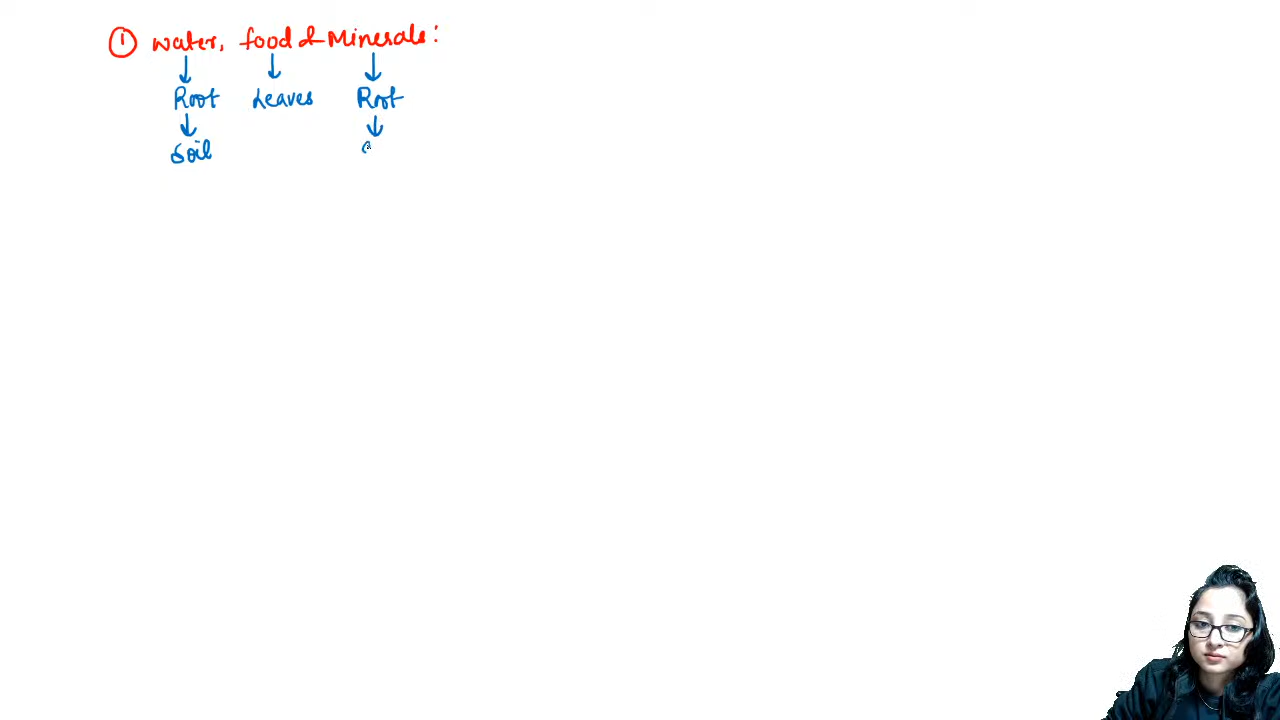 ① Water, food & Minerals:
↓ ↓ ↓
Root Leaves Root
↓ ↓
Soil